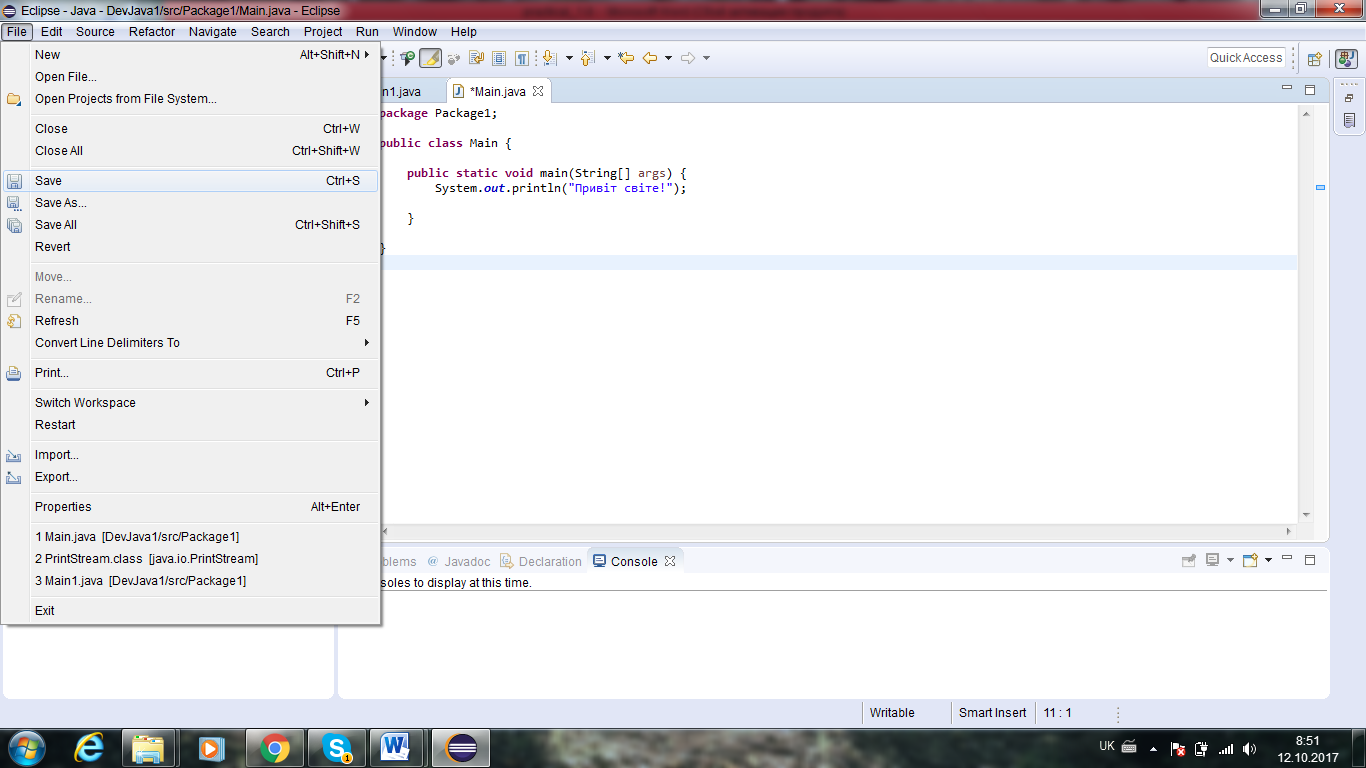 Eclipse - Java - DevJava1/src/Package1/Main.java - Eclipse
File Edit Source Refactor Navigate Search Project Run Window Help
New Alt+Shift+N
Open File...
Open Projects from File System...
Close Ctrl+W
Close All Ctrl+Shift+W
Save Ctrl+S
Save As...
Save All Ctrl+Shift+S
Revert
Move...
Rename... F2
Refresh F5
Convert Line Delimiters To
Print... Ctrl+P
Switch Workspace
Restart
Import...
Export...
Properties Alt+Enter
1 Main.java [DevJava1/src/Package1]
2 PrintStream.class [java.io.PrintStream]
3 Main1.java [DevJava1/src/Package1]
Exit
Quick Access
n1.java *Main.java
package Package1;
public class Main {
public static void main(String[] args) {
System.out.println("Привіт світе!");
}
}
blems @ Javadoc Declaration Console
soles to display at this time.
Writable Smart Insert 11 : 1
UK 8:51
12.10.2017